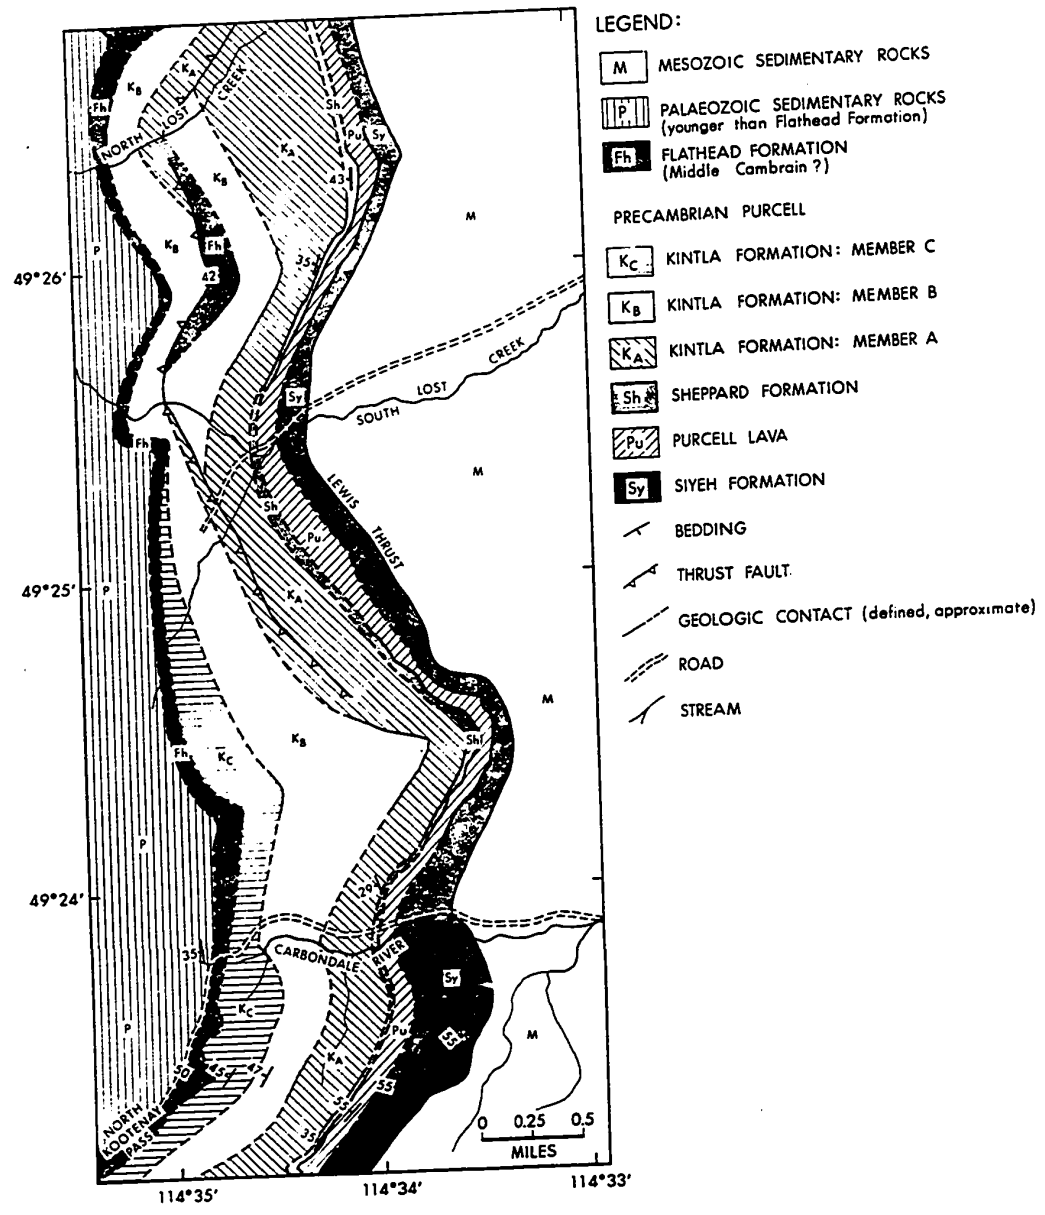 LEGEND:
M MESOZOIC SEDIMENTARY ROCKS
P PALAEOZOIC SEDIMENTARY ROCKS
(younger than Flathead Formation)
Fh FLATHEAD FORMATION
(Middle Cambrain ?)
PRECAMBRIAN PURCELL
KC KINTLA FORMATION: MEMBER C
KB KINTLA FORMATION: MEMBER B
KA KINTLA FORMATION: MEMBER A
Sh SHEPPARD FORMATION
Pu PURCELL LAVA
Sy SIYEH FORMATION
BEDDING
THRUST FAULT
GEOLOGIC CONTACT (defined, approximate)
ROAD
STREAM
KA
KB
Fh
NORTH LOST CREEK
Sh
Pu
Sy
KA
43
KB
M
KB
Fh
P
35
42
49°26'
SOUTH LOST CREEK
Sy
Fh
M
LEWIS THRUST
Sh
Pu
49°25'
P
KA
M
KB
Sh
Fh
KC
P
29
49°24'
35
CARBONDALE RIVER
Sy
KC
Pu
M
P
55
KA
50
45
47
55
55
35
NORTH
KOOTENAY
PASS
0 0.25 0.5
MILES
114°35'
114°34'
114°33'